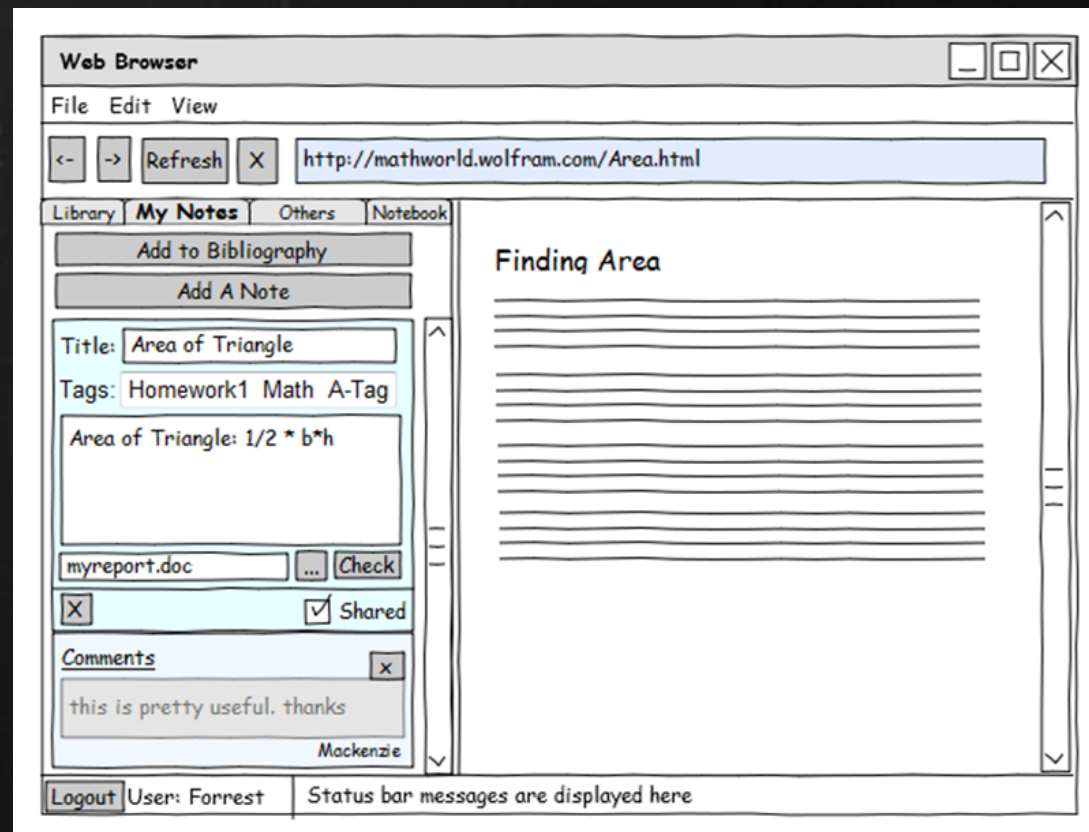 Web Browser
File Edit View
<- -> Refresh X http://mathworld.wolfram.com/Area.html
Library My Notes Others Notebook
Add to Bibliography
Add A Note
Title: Area of Triangle
Tags: Homework1 Math A-Tag
Area of Triangle: 1/2 * b*h
myreport.doc ... Check
X Shared
Comments x
this is pretty useful. thanks
Mackenzie
Finding Area
Logout User: Forrest Status bar messages are displayed here